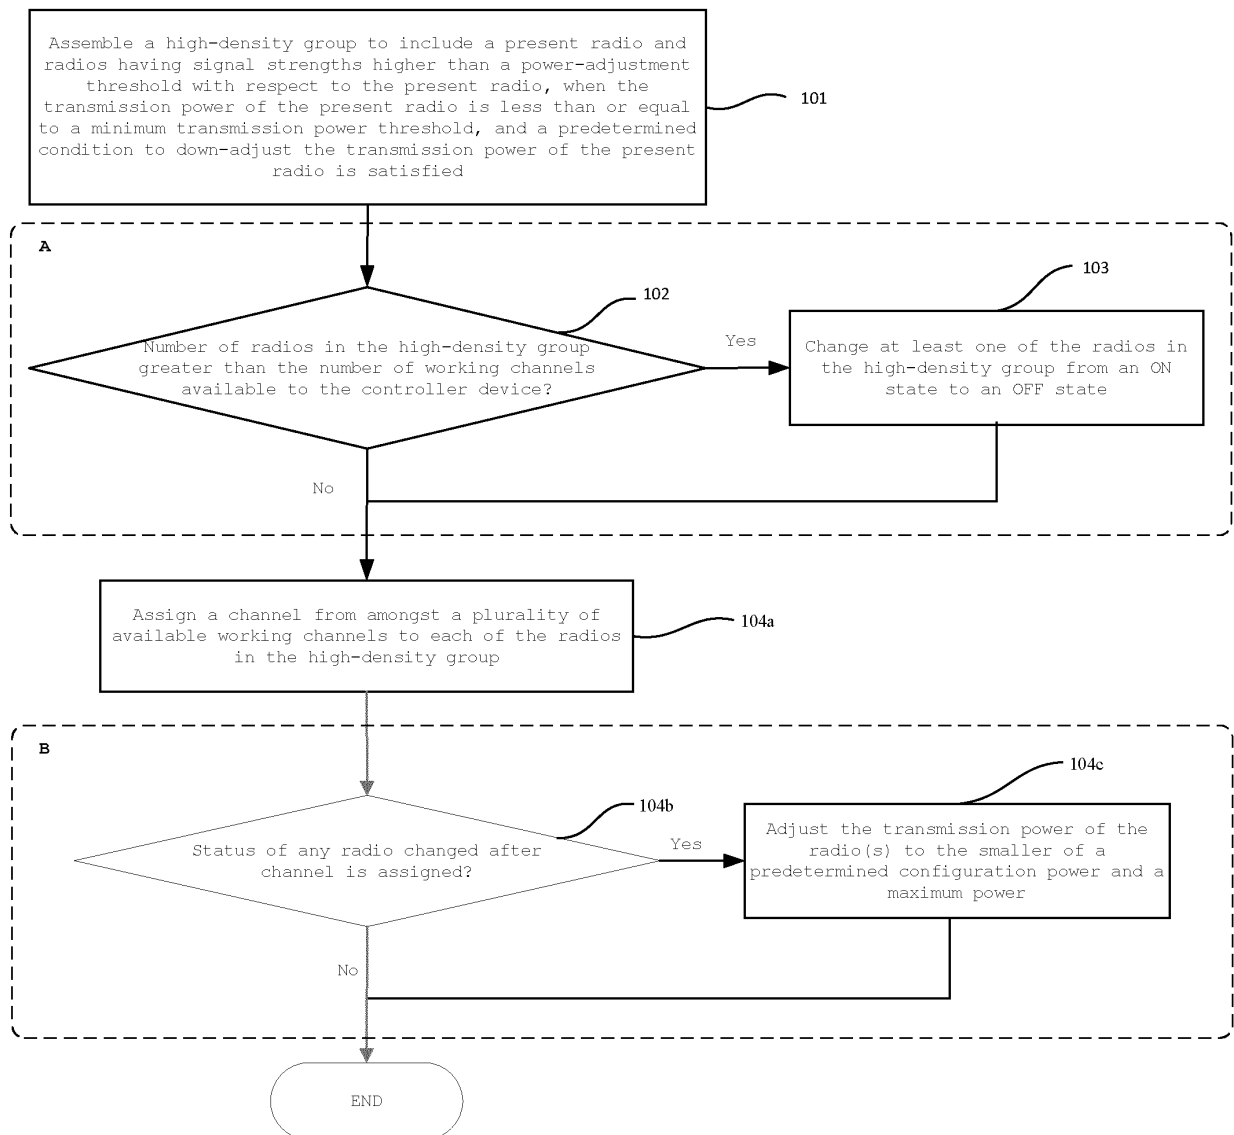 Assemble a high-density group to include a present radio and
radios having signal strengths higher than a power-adjustment
threshold with respect to the present radio, when the
transmission power of the present radio is less than or equal
to a minimum transmission power threshold, and a predetermined
condition to down-adjust the transmission power of the present
radio is satisfied
101
A
102
103
Number of radios in the high-density group
greater than the number of working channels
available to the controller device?
Yes
Change at least one of the radios in
the high-density group from an ON
state to an OFF state
No
Assign a channel from amongst a plurality of
available working channels to each of the radios
in the high-density group
104a
B
104b
104c
Status of any radio changed after
channel is assigned?
Yes
Adjust the transmission power of the
radio(s) to the smaller of a
predetermined configuration power and a
maximum power
No
END